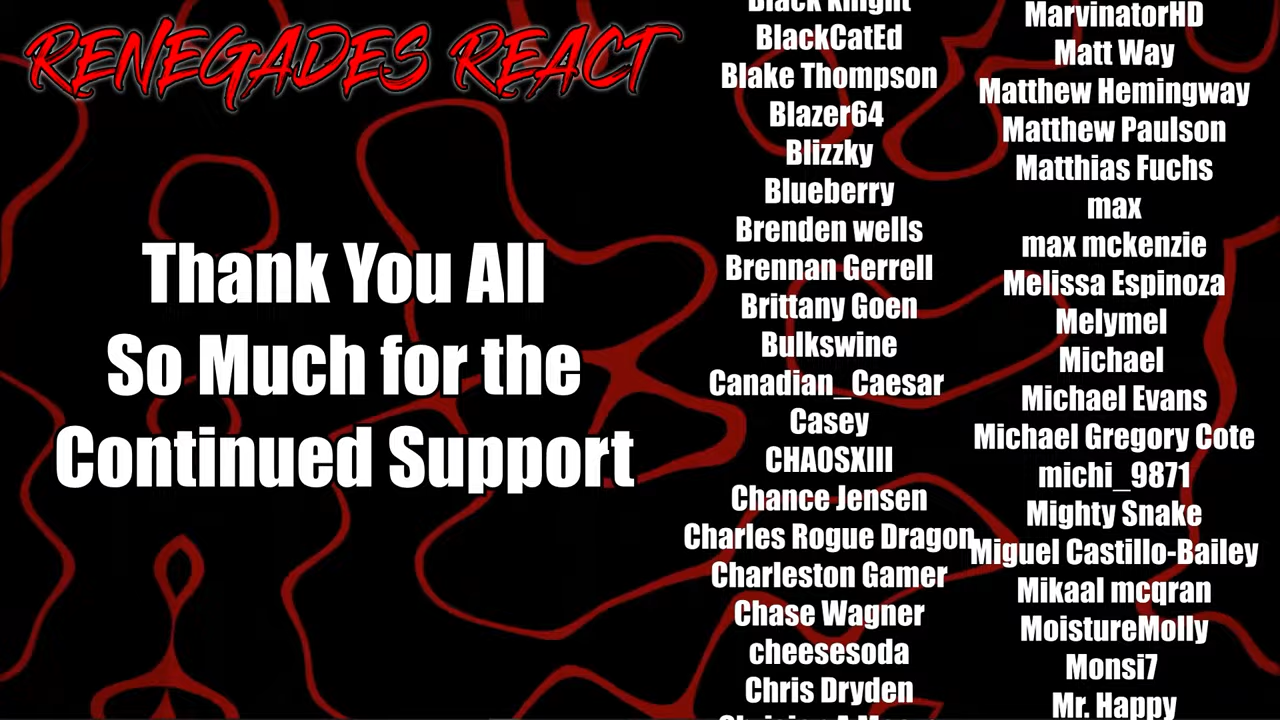 RENEGADES REACT
Thank You All
So Much for the
Continued Support
Black Knight
BlackCatEd
Blake Thompson
Blazer64
Blizzky
Blueberry
Brenden wells
Brennan Gerrell
Brittany Goen
Bulkswine
Canadian_Caesar
Casey
CHAOSXIII
Chance Jensen
Charles Rogue Dragon
Charleston Gamer
Chase Wagner
cheesesoda
Chris Dryden
MarvinatorHD
Matt Way
Matthew Hemingway
Matthew Paulson
Matthias Fuchs
max
max mckenzie
Melissa Espinoza
Melymel
Michael
Michael Evans
Michael Gregory Cote
michi_9871
Mighty Snake
Miguel Castillo-Bailey
Mikaal mcqran
MoistureMolly
Monsi7
Mr. Happy